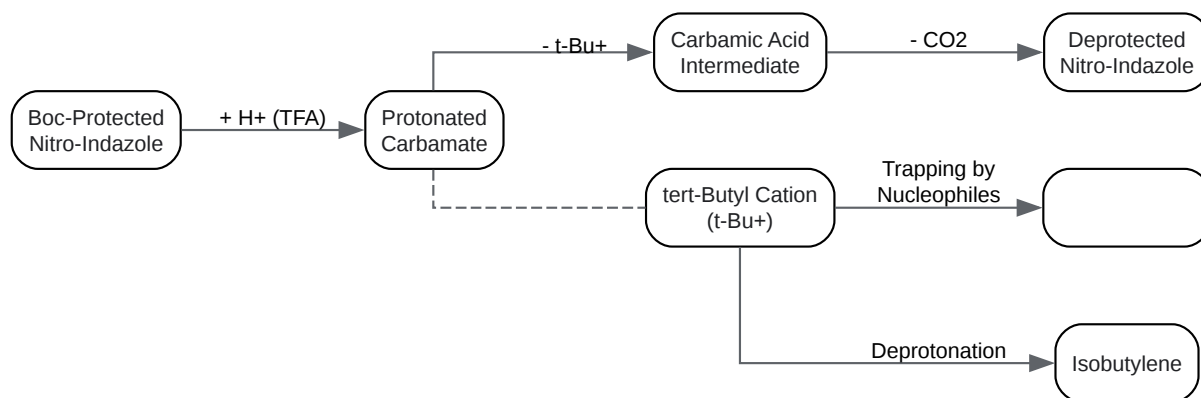 Boc-Protected
Nitro-Indazole
+ H+ (TFA)
Protonated
Carbamate
- t-Bu+
Carbamic Acid
Intermediate
- CO2
Deprotected
Nitro-Indazole
tert-Butyl Cation
(t-Bu+)
Trapping by
Nucleophiles
Deprotonation
Isobutylene